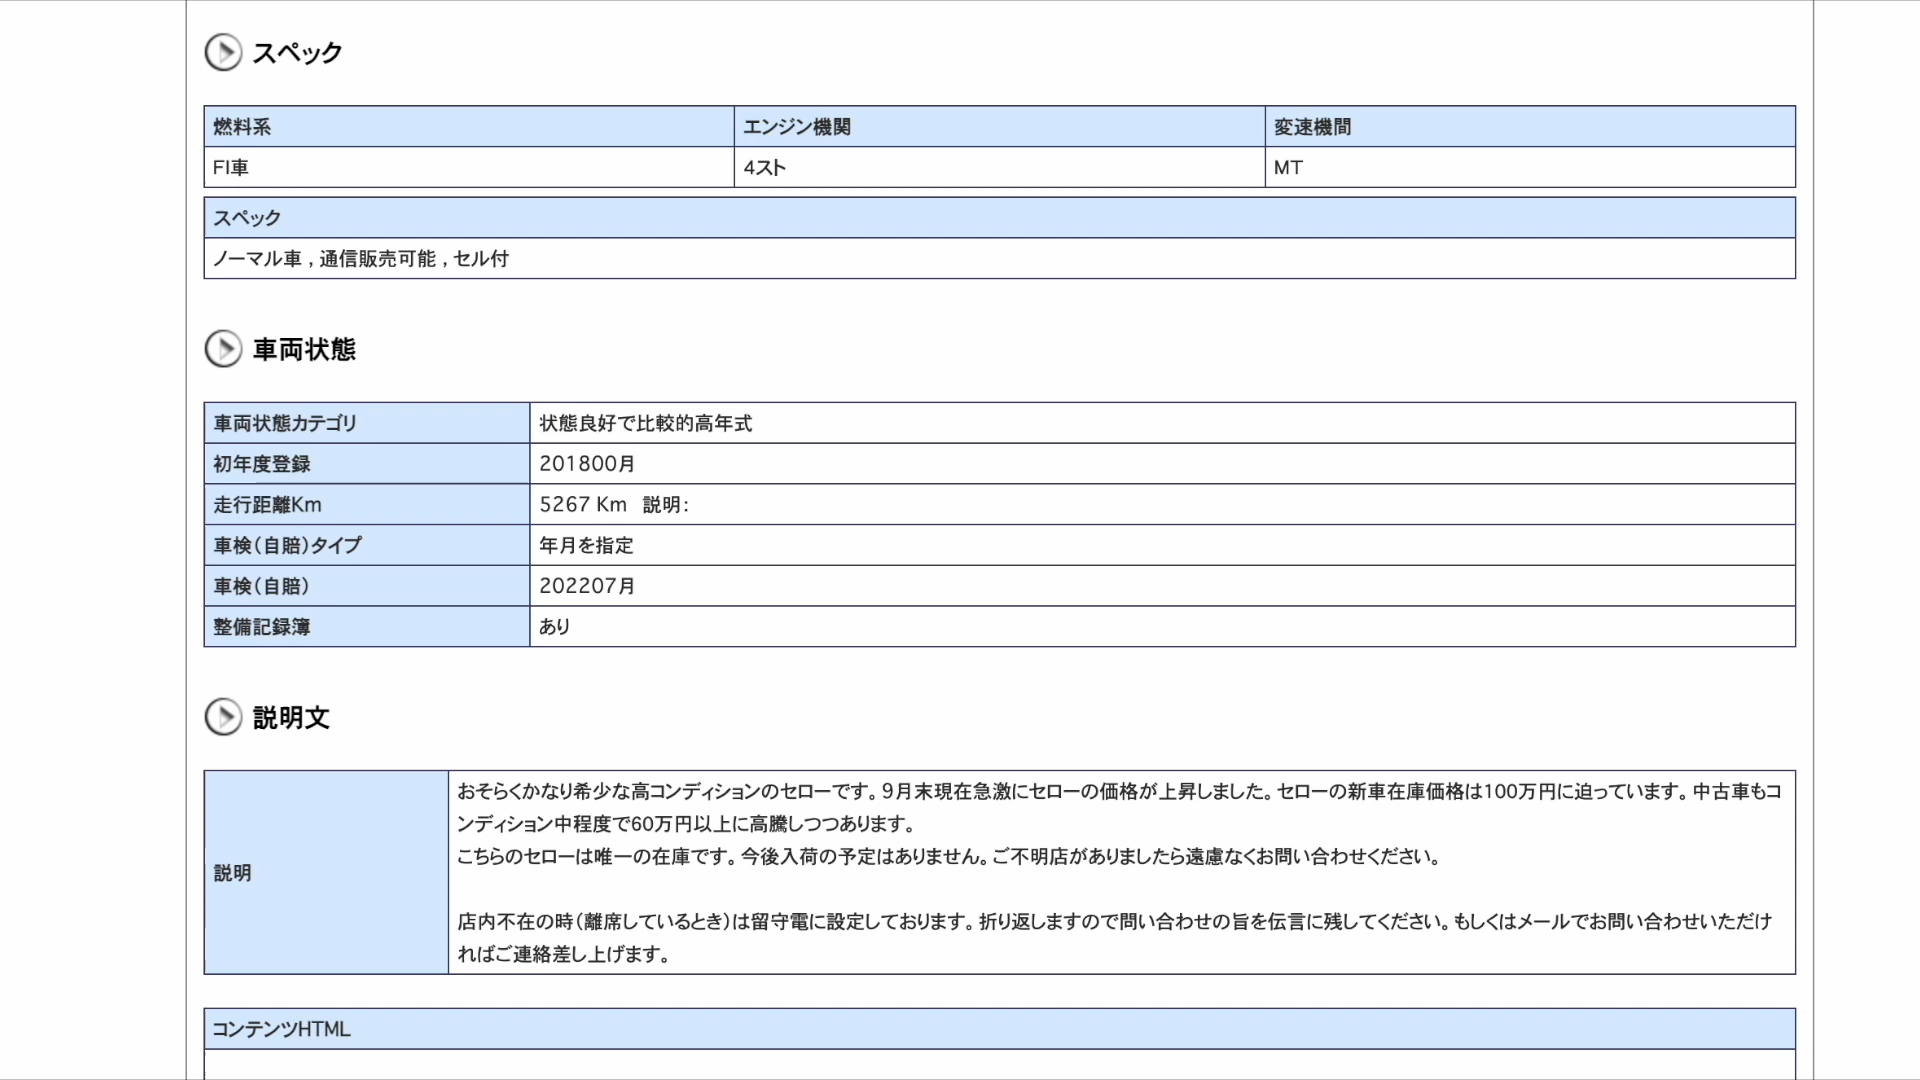 スペック
燃料系 エンジン機関 変速機間
FI車 4スト MT
スペック
ノーマル車 , 通信販売可能 , セル付
車両状態
車両状態カテゴリ 状態良好で比較的高年式
初年度登録 201800月
走行距離Km 5267 Km 説明:
車検(自賠)タイプ 年月を指定
車検(自賠) 202207月
整備記録簿 あり
説明文
説明
おそらくかなり希少な高コンディションのセローです。9月末現在急激にセローの価格が上昇しました。セローの新車在庫価格は100万円に迫っています。中古車もコ
ンディション中程度で60万円以上に高騰しつつあります。
こちらのセローは唯一の在庫です。今後入荷の予定はありません。ご不明店がありましたら遠慮なくお問い合わせください。
店内不在の時(離席しているとき)は留守電に設定しております。折り返しますので問い合わせの旨を伝言に残してください。もしくはメールでお問い合わせいただけ
ればご連絡差し上げます。
コンテンツHTML